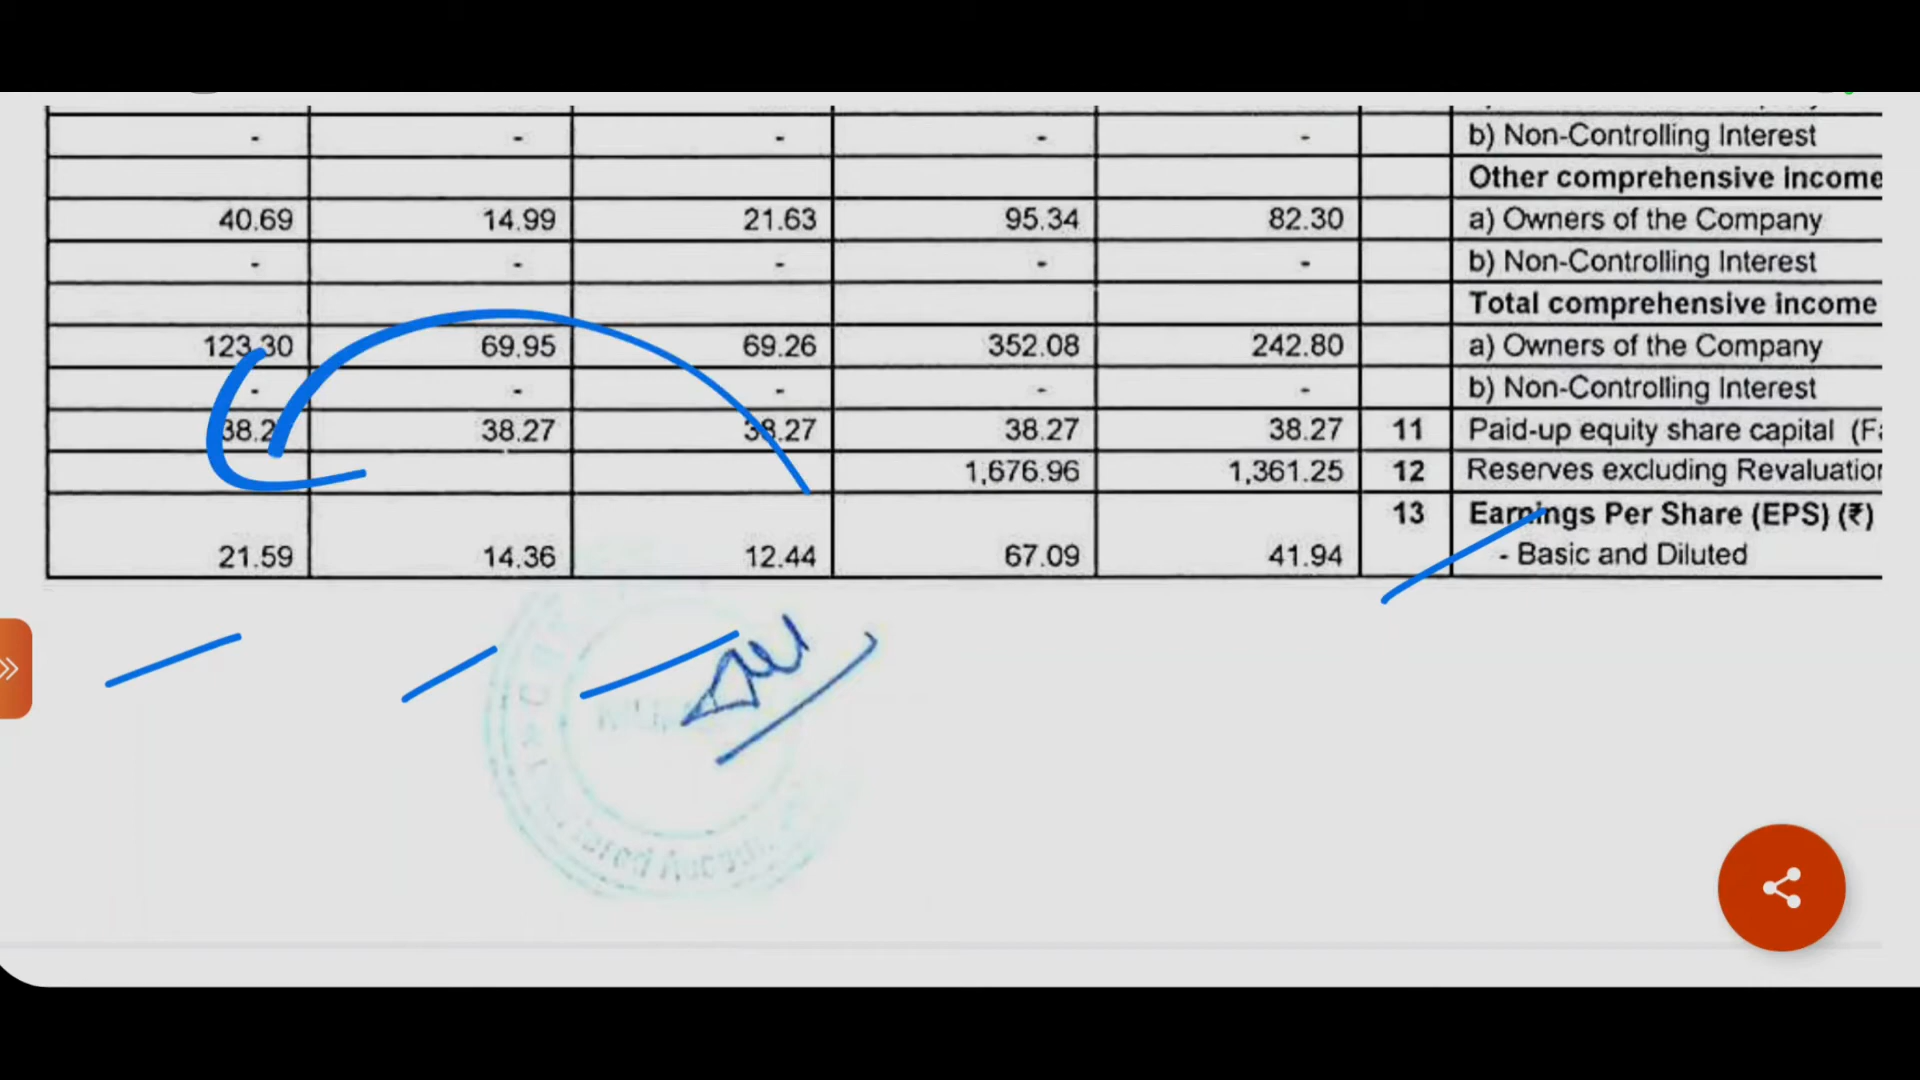 - - - - - b) Non-Controlling Interest
Other comprehensive income
40.69 14.99 21.63 95.34 82.30 a) Owners of the Company
- - - - - b) Non-Controlling Interest
Total comprehensive income
123.30 69.95 69.26 352.08 242.80 a) Owners of the Company
- - - - - b) Non-Controlling Interest
38.2 38.27 38.27 38.27 38.27 11 Paid-up equity share capital (Fa
1,676.96 1,361.25 12 Reserves excluding Revaluation
13 Earnings Per Share (EPS) (₹)
21.59 14.36 12.44 67.09 41.94 - Basic and Diluted